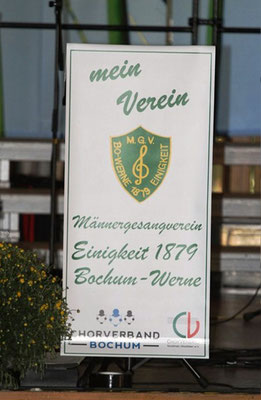 mein
Verein
M.G.V.
BO-WERNE EINIGKEIT
1879
Männergesangverein
Einigkeit 1879
Bochum-Werne
CHORVERBAND
BOCHUM